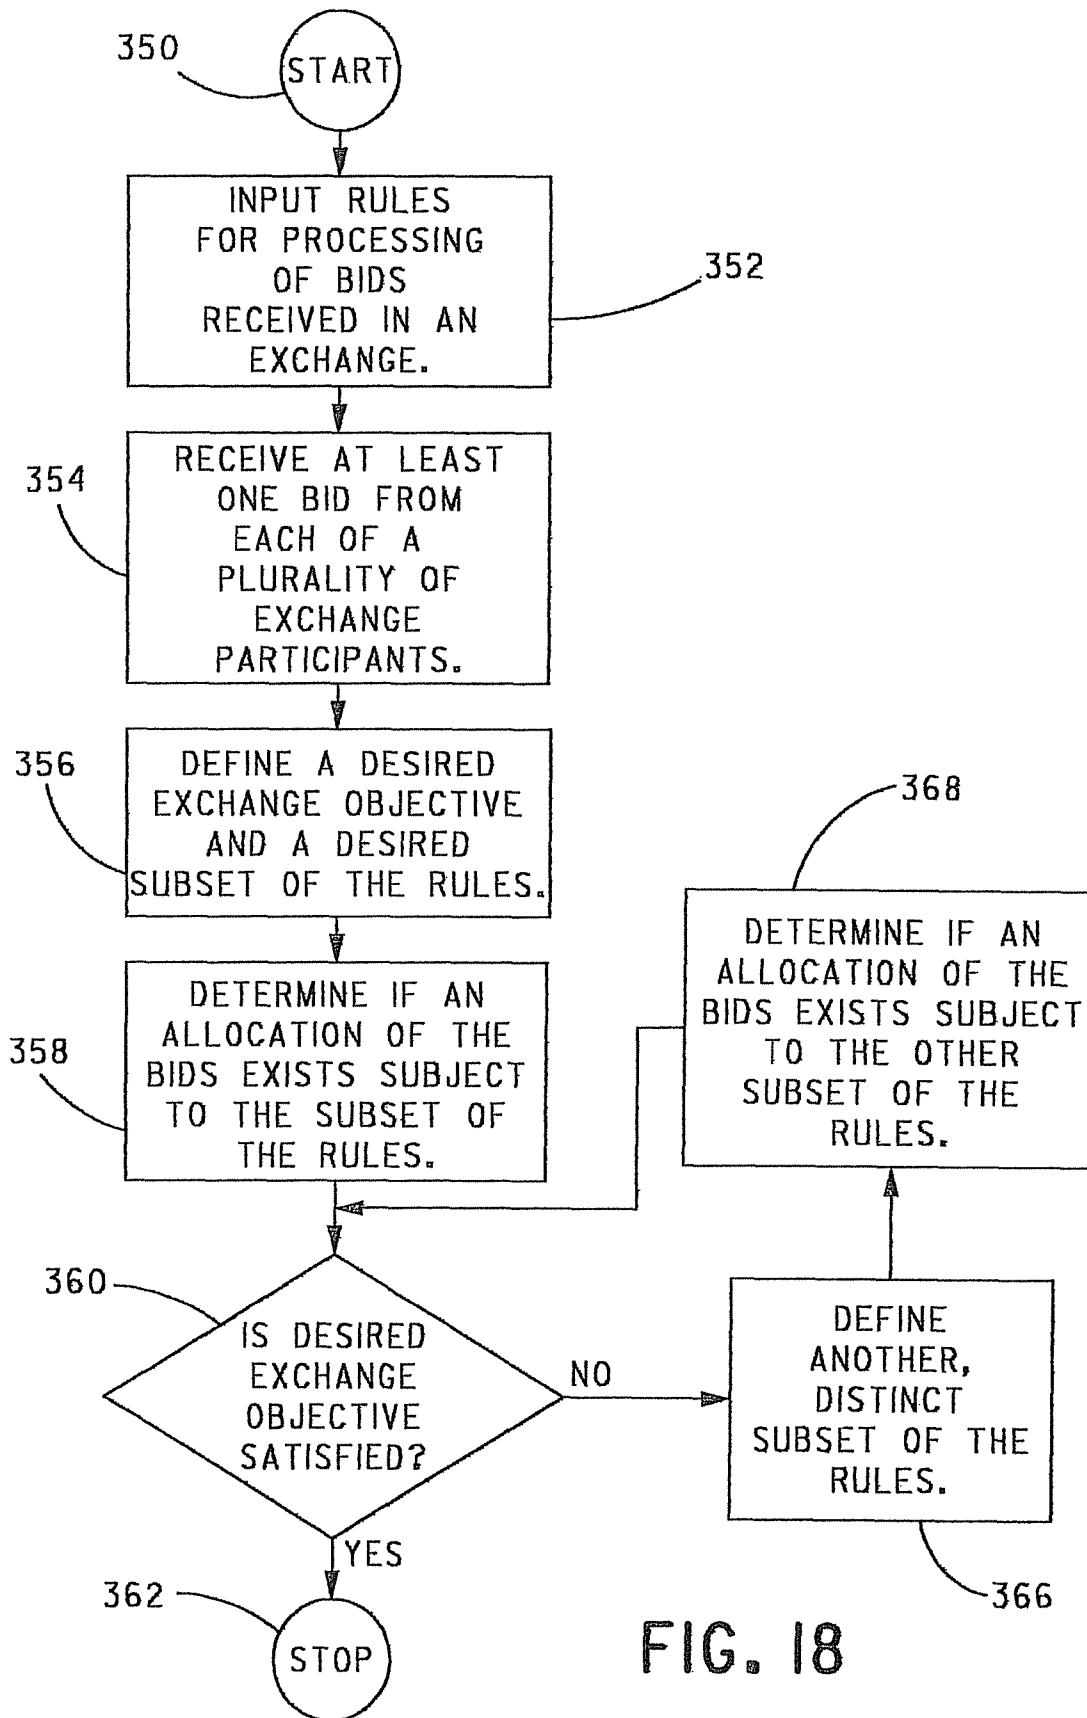 350
START
INPUT RULES
FOR PROCESSING
OF BIDS
RECEIVED IN AN
EXCHANGE.
352
354
RECEIVE AT LEAST
ONE BID FROM
EACH OF A
PLURALITY OF
EXCHANGE
PARTICIPANTS.
356
DEFINE A DESIRED
EXCHANGE OBJECTIVE
AND A DESIRED
SUBSET OF THE RULES.
358
DETERMINE IF AN
ALLOCATION OF THE
BIDS EXISTS SUBJECT
TO THE SUBSET OF
THE RULES.
368
DETERMINE IF AN
ALLOCATION OF THE
BIDS EXISTS SUBJECT
TO THE OTHER
SUBSET OF THE
RULES.
360
IS DESIRED
EXCHANGE
OBJECTIVE
SATISFIED?
NO
DEFINE
ANOTHER,
DISTINCT
SUBSET OF THE
RULES.
366
YES
362
STOP
FIG. 18